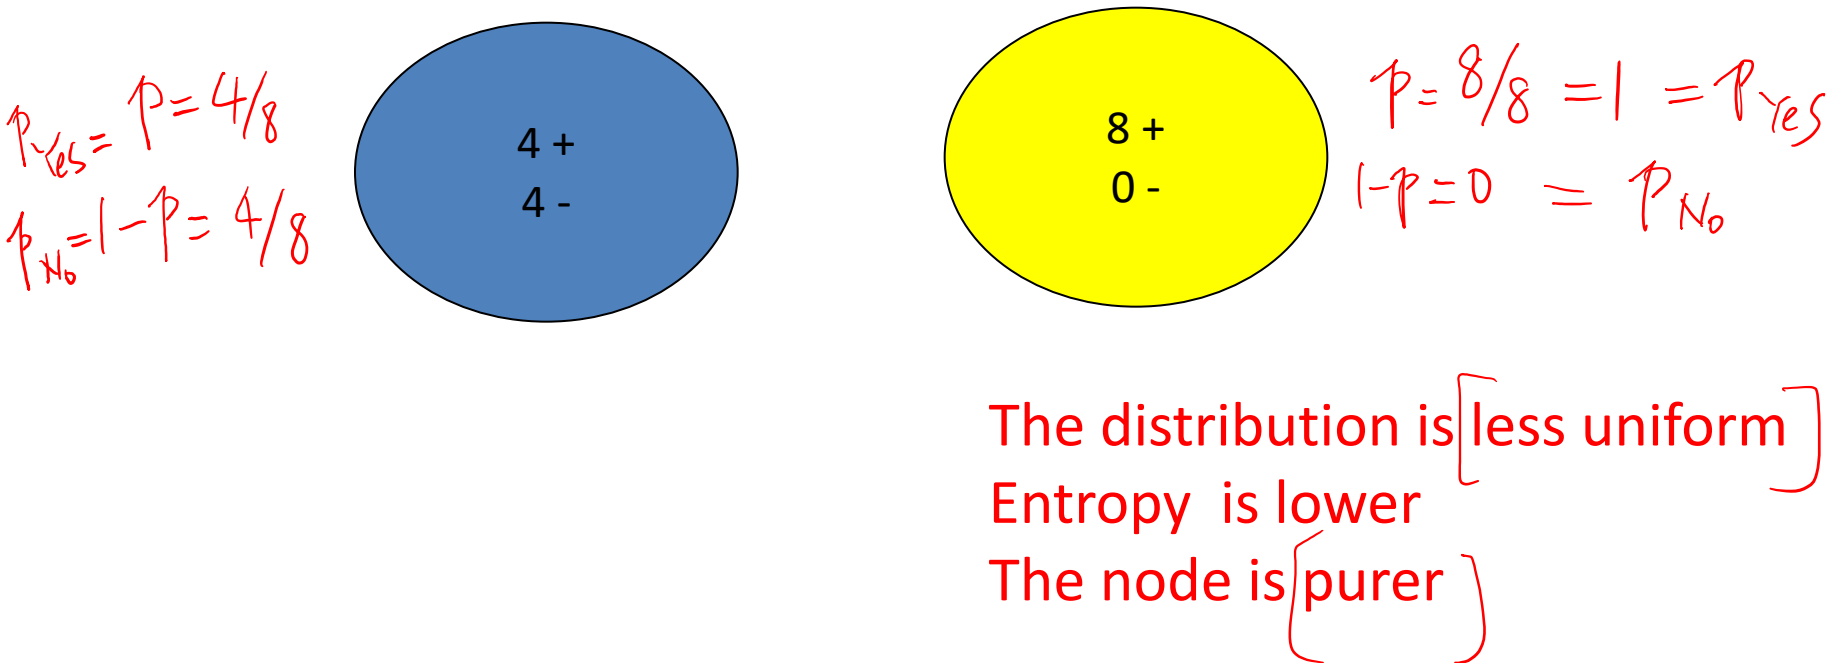 P_Yes = p = 4/8
P_No = 1-p = 4/8
4 +
4 -
8 +
0 -
p = 8/8 = 1 = P_Yes
1-p = 0 = P_No
The distribution is [less uniform]
Entropy is lower
The node is [purer]